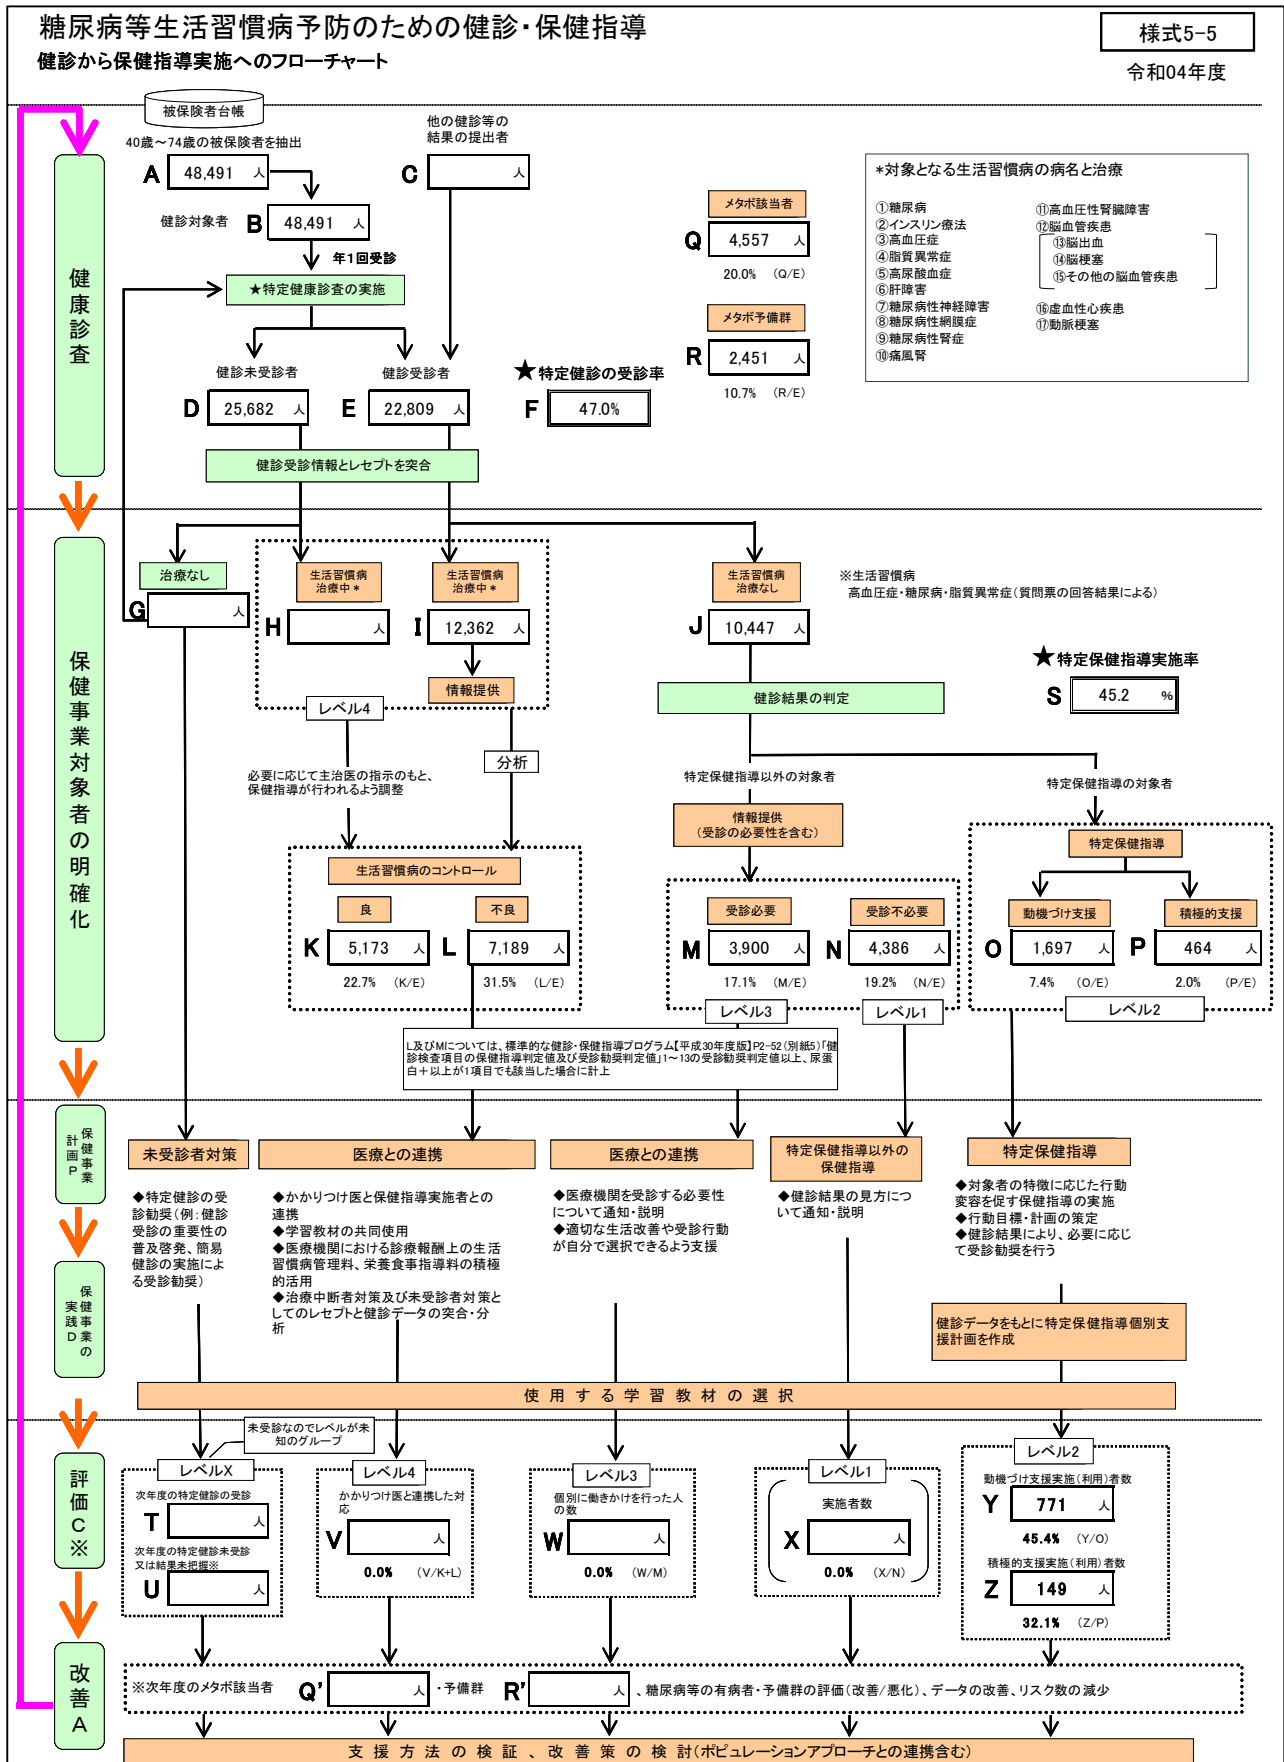 糖尿病等生活習慣病予防のための健診・保健指導
様式5-5
健診から保健指導実施へのフローチャート
令和04年度
被保険者台帳
40歳～74歳の被保険者を抽出
A 48,491 人
他の健診等の
結果の提出者
C 人
健診対象者 B 48,491 人
年1回受診
★特定健康診査の実施
健康診査
メタボ該当者
Q 4,557 人
20.0% (Q/E)
メタボ予備群
R 2,451 人
10.7% (R/E)
*対象となる生活習慣病の病名と治療
①糖尿病
②インスリン療法
③高血圧症
④脂質異常症
⑤高尿酸血症
⑥肝障害
⑦糖尿病性神経障害
⑧糖尿病性網膜症
⑨糖尿病性腎症
⑩痛風腎
⑪高血圧性腎臓障害
⑫脳血管疾患
⑬脳出血
⑭脳梗塞
⑮その他の脳血管疾患
⑯虚血性心疾患
⑰動脈梗塞
健診未受診者
D 25,682 人
健診受診者
E 22,809 人
★特定健診の受診率
F 47.0%
健診受診情報とレセプトを突合
保健事業対象者の明確化
治療なし
G 人
生活習慣病
治療中*
H 人
生活習慣病
治療中*
I 12,362 人
情報提供
レベル4
生活習慣病
治療なし
J 10,447 人
※生活習慣病
高血圧症・糖尿病・脂質異常症(質問票の回答結果による)
★特定保健指導実施率
S 45.2 %
健診結果の判定
必要に応じて主治医の指示のもと、
保健指導が行われるよう調整
分析
特定保健指導以外の対象者
特定保健指導の対象者
情報提供
(受診の必要性を含む)
特定保健指導
生活習慣病のコントロール
良
K 5,173 人
22.7% (K/E)
不良
L 7,189 人
31.5% (L/E)
受診必要
M 3,900 人
17.1% (M/E)
レベル3
受診不必要
N 4,386 人
19.2% (N/E)
レベル1
動機づけ支援
O 1,697 人
7.4% (O/E)
積極的支援
P 464 人
2.0% (P/E)
レベル2
L及びMについては、標準的な健診・保健指導プログラム【平成30年度版】P2-52(別紙5)「健
診検査項目の保健指導判定値及び受診勧奨判定値」1～13の受診勧奨判定値以上、尿蛋
白＋以上が1項目でも該当した場合に計上
保健事業
計画P
未受診者対策
◆特定健診の受
診勧奨(例：健診
受診の重要性の
普及啓発、簡易
健診の実施によ
る受診勧奨)
医療との連携
◆かかりつけ医と保健指導実施者との
連携
◆学習教材の共同使用
◆医療機関における診療報酬上の生活
習慣病管理料、栄養食事指導料の積極
的活用
◆治療中断者対策及び未受診者対策と
してのレセプトと健診データの突合・分
析
医療との連携
◆医療機関を受診する必要性
について通知・説明
◆適切な生活改善や受診行動
が自分で選択できるよう支援
特定保健指導以外の
保健指導
◆健診結果の見方につ
いて通知・説明
特定保健指導
◆対象者の特徴に応じた行動
変容を促す保健指導の実施
◆行動目標・計画の策定
◆健診結果により、必要に応じ
て受診勧奨を行う
保健事業の
実践D
健診データをもとに特定保健指導個別支
援計画を作成
使用する学習教材の選択
評価C※
未受診なのでレベルが未
知のグループ
レベルX
次年度の特定健診の受診
T 人
次年度の特定健診未受診
又は結果未把握※
U 人
レベル4
かかりつけ医と連携した対
応
V 人
0.0% (V/K+L)
レベル3
個別に働きかけを行った人
の数
W 人
0.0% (W/M)
レベル1
実施者数
X 人
0.0% (X/N)
レベル2
動機づけ支援実施(利用)者数
Y 771 人
45.4% (Y/O)
積極的支援実施(利用)者数
Z 149 人
32.1% (Z/P)
改善A
※次年度のメタボ該当者 Q' 人 ・予備群 R' 人 、糖尿病等の有病者・予備群の評価(改善/悪化)、データの改善、リスク数の減少
支援方法の検証、改善策の検討(ポピュレーションアプローチとの連携含む)